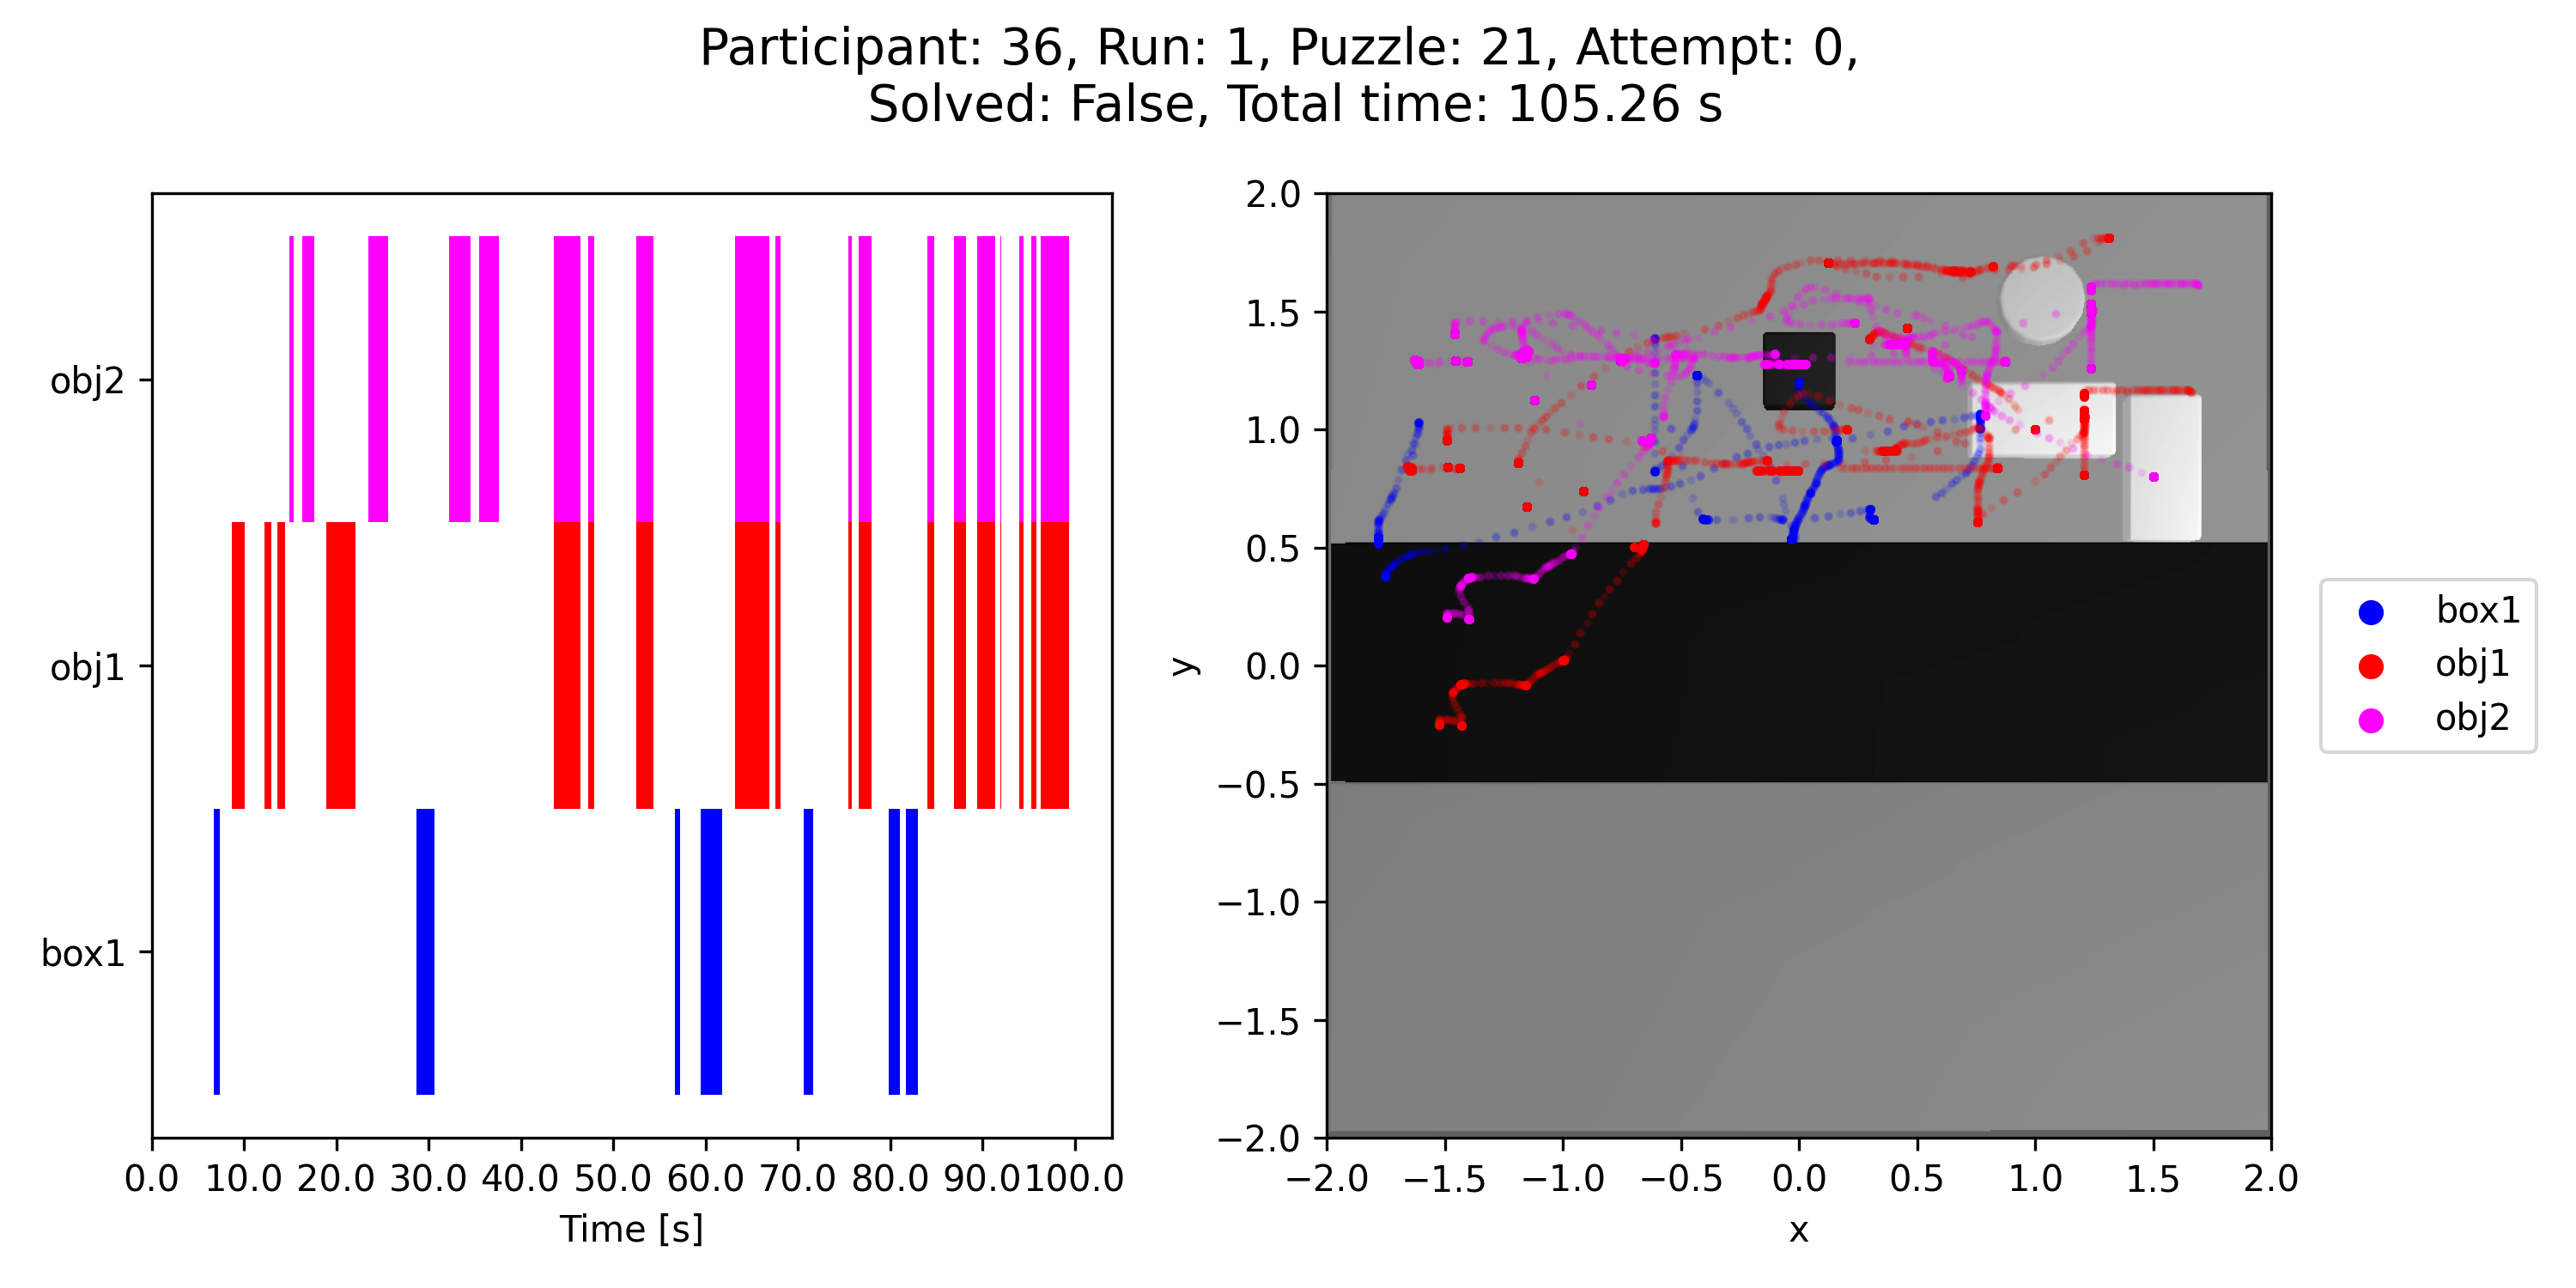 Participant: 36, Run: 1, Puzzle: 21, Attempt: 0,
Solved: False, Total time: 105.26 s
obj2
obj1
box1
0.0 10.0 20.0 30.0 40.0 50.0 60.0 70.0 80.0 90.0 100.0
Time [s]
2.0
1.5
1.0
0.5
0.0
−0.5
−1.0
−1.5
−2.0
y
−2.0 −1.5 −1.0 −0.5 0.0 0.5 1.0 1.5 2.0
x
box1
obj1
obj2